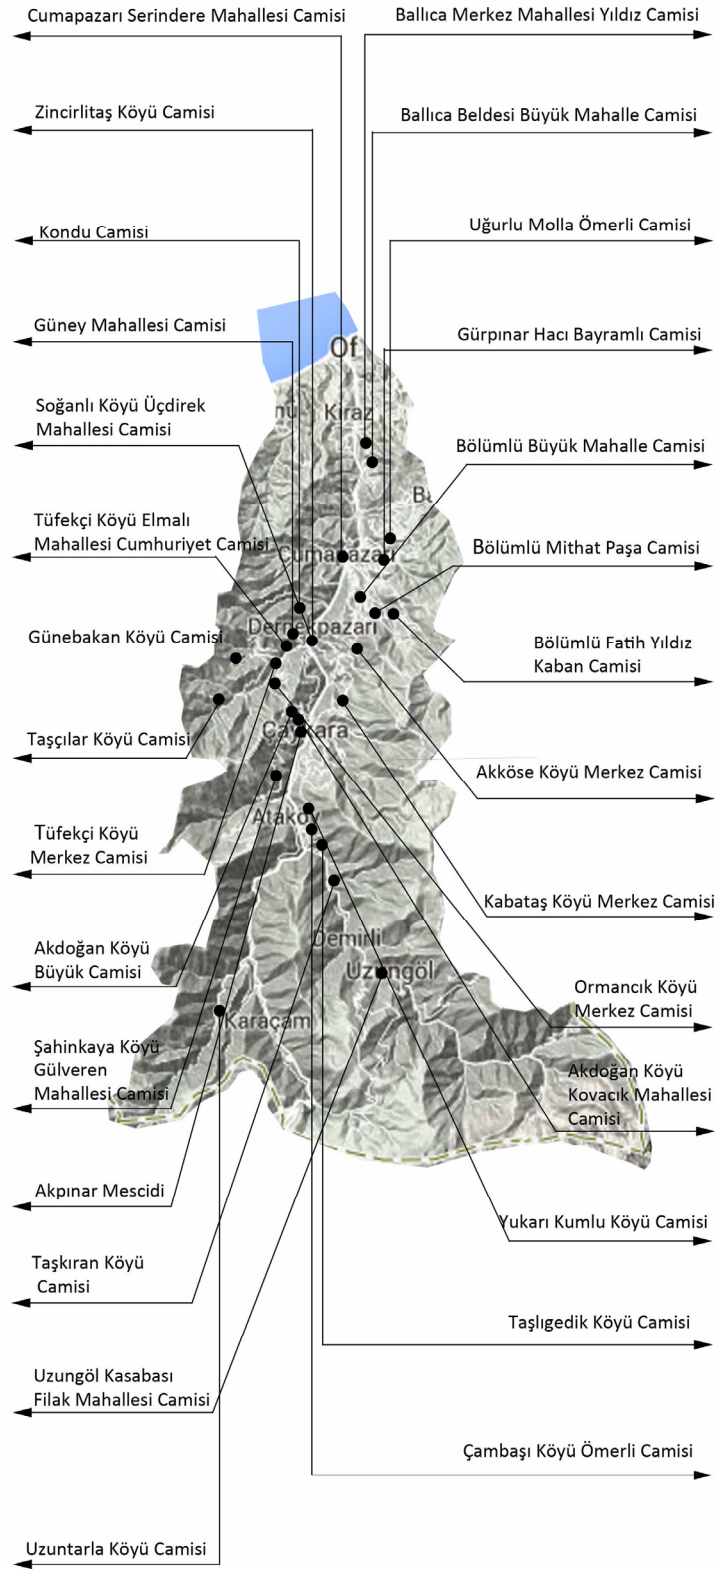 Cumapazarı Serindere Mahallesi Camisi
Ballıca Merkez Mahallesi Yıldız Camisi
Zincirlitaş Köyü Camisi
Ballıca Beldesi Büyük Mahalle Camisi
Kondu Camisi
Uğurlu Molla Ömerli Camisi
Güney Mahallesi Camisi
Gürpınar Hacı Bayramlı Camisi
Of
Soğanlı Köyü Üçdirek
Mahallesi Camisi
Kiraz
Bölümlü Büyük Mahalle Camisi
Tüfekçi Köyü Elmalı
Mahallesi Cumhuriyet Camisi
Cumapazarı
Bölümlü Mithat Paşa Camisi
Günebakan Köyü Camisi
Dernekpazarı
Bölümlü Fatih Yıldız
Kaban Camisi
Taşçılar Köyü Camisi
Çaykara
Akköse Köyü Merkez Camisi
Tüfekçi Köyü
Merkez Camisi
Ataköy
Kabataş Köyü Merkez Camisi
Akdoğan Köyü
Büyük Camisi
Demirli
Uzungöl
Ormancık Köyü
Merkez Camisi
Karaçam
Şahinkaya Köyü
Gülveren
Mahallesi Camisi
Akdoğan Köyü
Kovacık Mahallesi
Camisi
Akpınar Mescidi
Yukarı Kumlu Köyü Camisi
Taşkıran Köyü
Camisi
Taşlıgedik Köyü Camisi
Uzungöl Kasabası
Filak Mahallesi Camisi
Çambaşı Köyü Ömerli Camisi
Uzuntarla Köyü Camisi